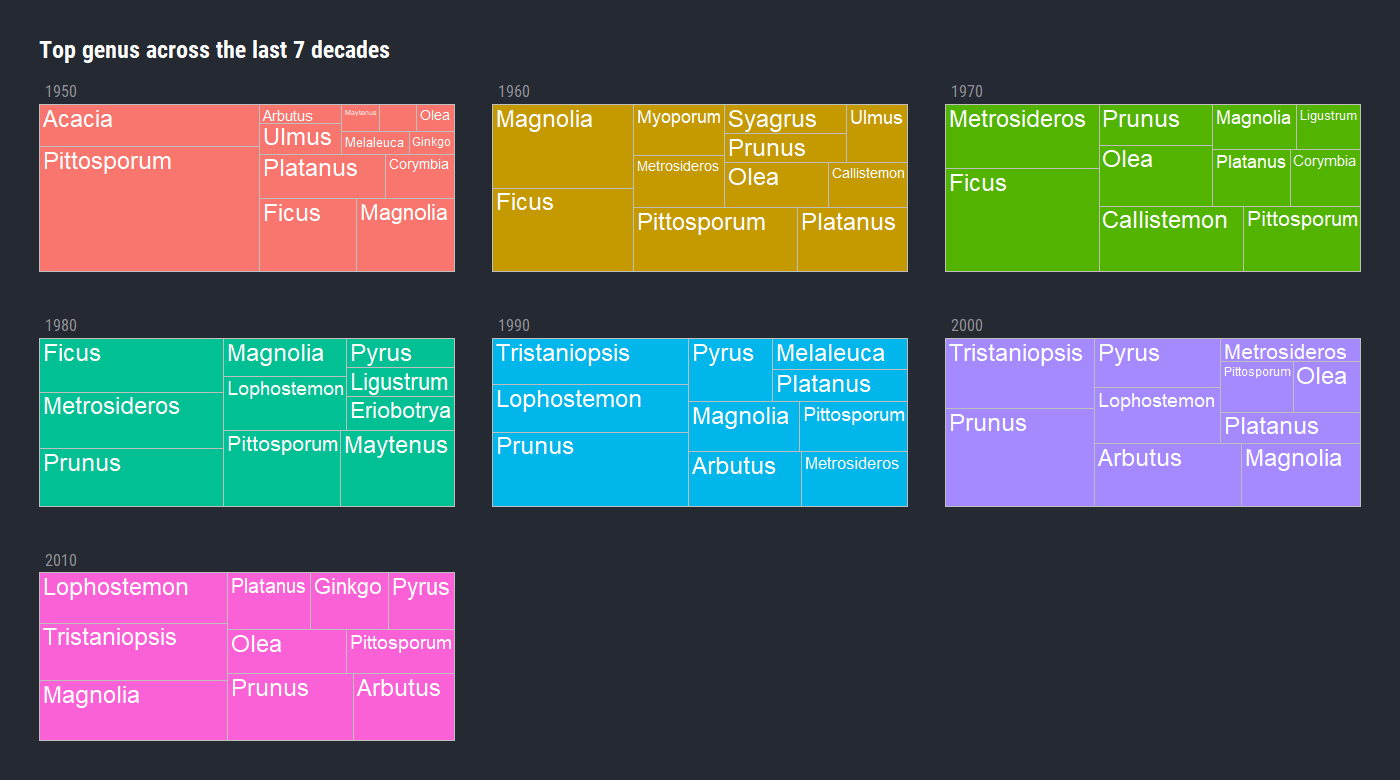 Top genus across the last 7 decades
1950
Acacia
Pittosporum
Arbutus
Ulmus
Maytenus
Olea
Melaleuca
Ginkgo
Platanus
Corymbia
Ficus
Magnolia
1960
Magnolia
Ficus
Myoporum
Metrosideros
Syagrus
Prunus
Ulmus
Olea
Callistemon
Pittosporum
Platanus
1970
Metrosideros
Ficus
Prunus
Olea
Magnolia
Ligustrum
Platanus
Corymbia
Callistemon
Pittosporum
1980
Ficus
Metrosideros
Prunus
Magnolia
Lophostemon
Pyrus
Ligustrum
Eriobotrya
Pittosporum
Maytenus
1990
Tristaniopsis
Lophostemon
Prunus
Pyrus
Melaleuca
Platanus
Magnolia
Pittosporum
Arbutus
Metrosideros
2000
Tristaniopsis
Prunus
Pyrus
Lophostemon
Metrosideros
Pittosporum
Olea
Platanus
Arbutus
Magnolia
2010
Lophostemon
Tristaniopsis
Magnolia
Platanus
Ginkgo
Pyrus
Olea
Pittosporum
Prunus
Arbutus